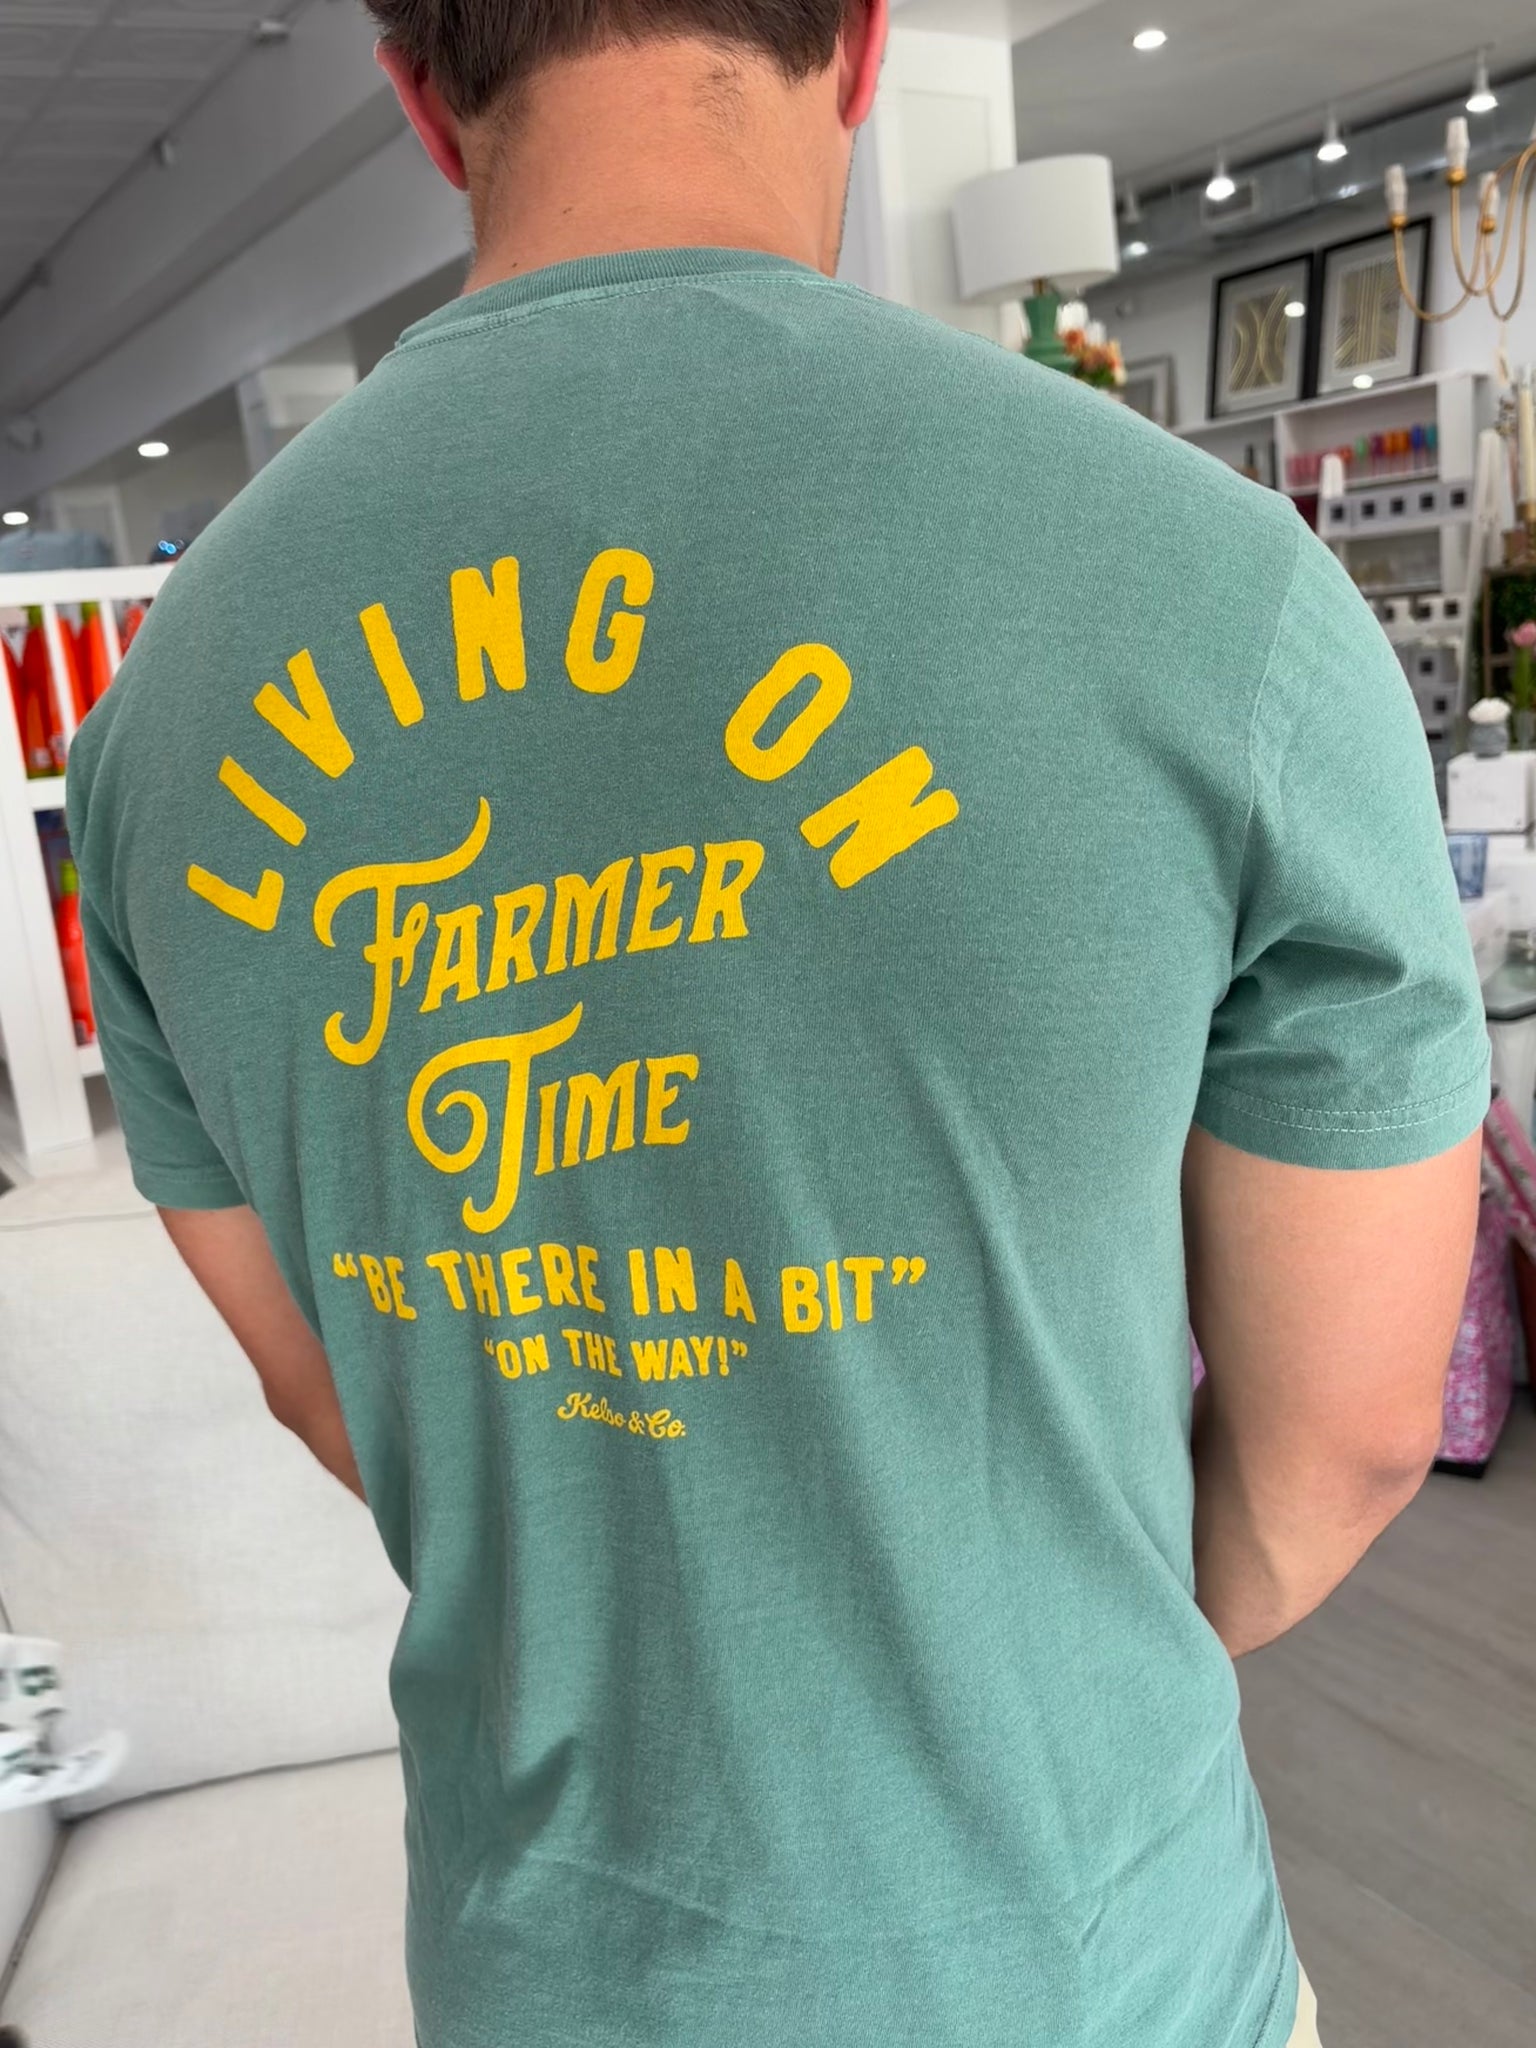 LIVING ON
FARMER
TIME
“BE THERE IN A BIT”
“ON THE WAY!”
Kelso & Co.